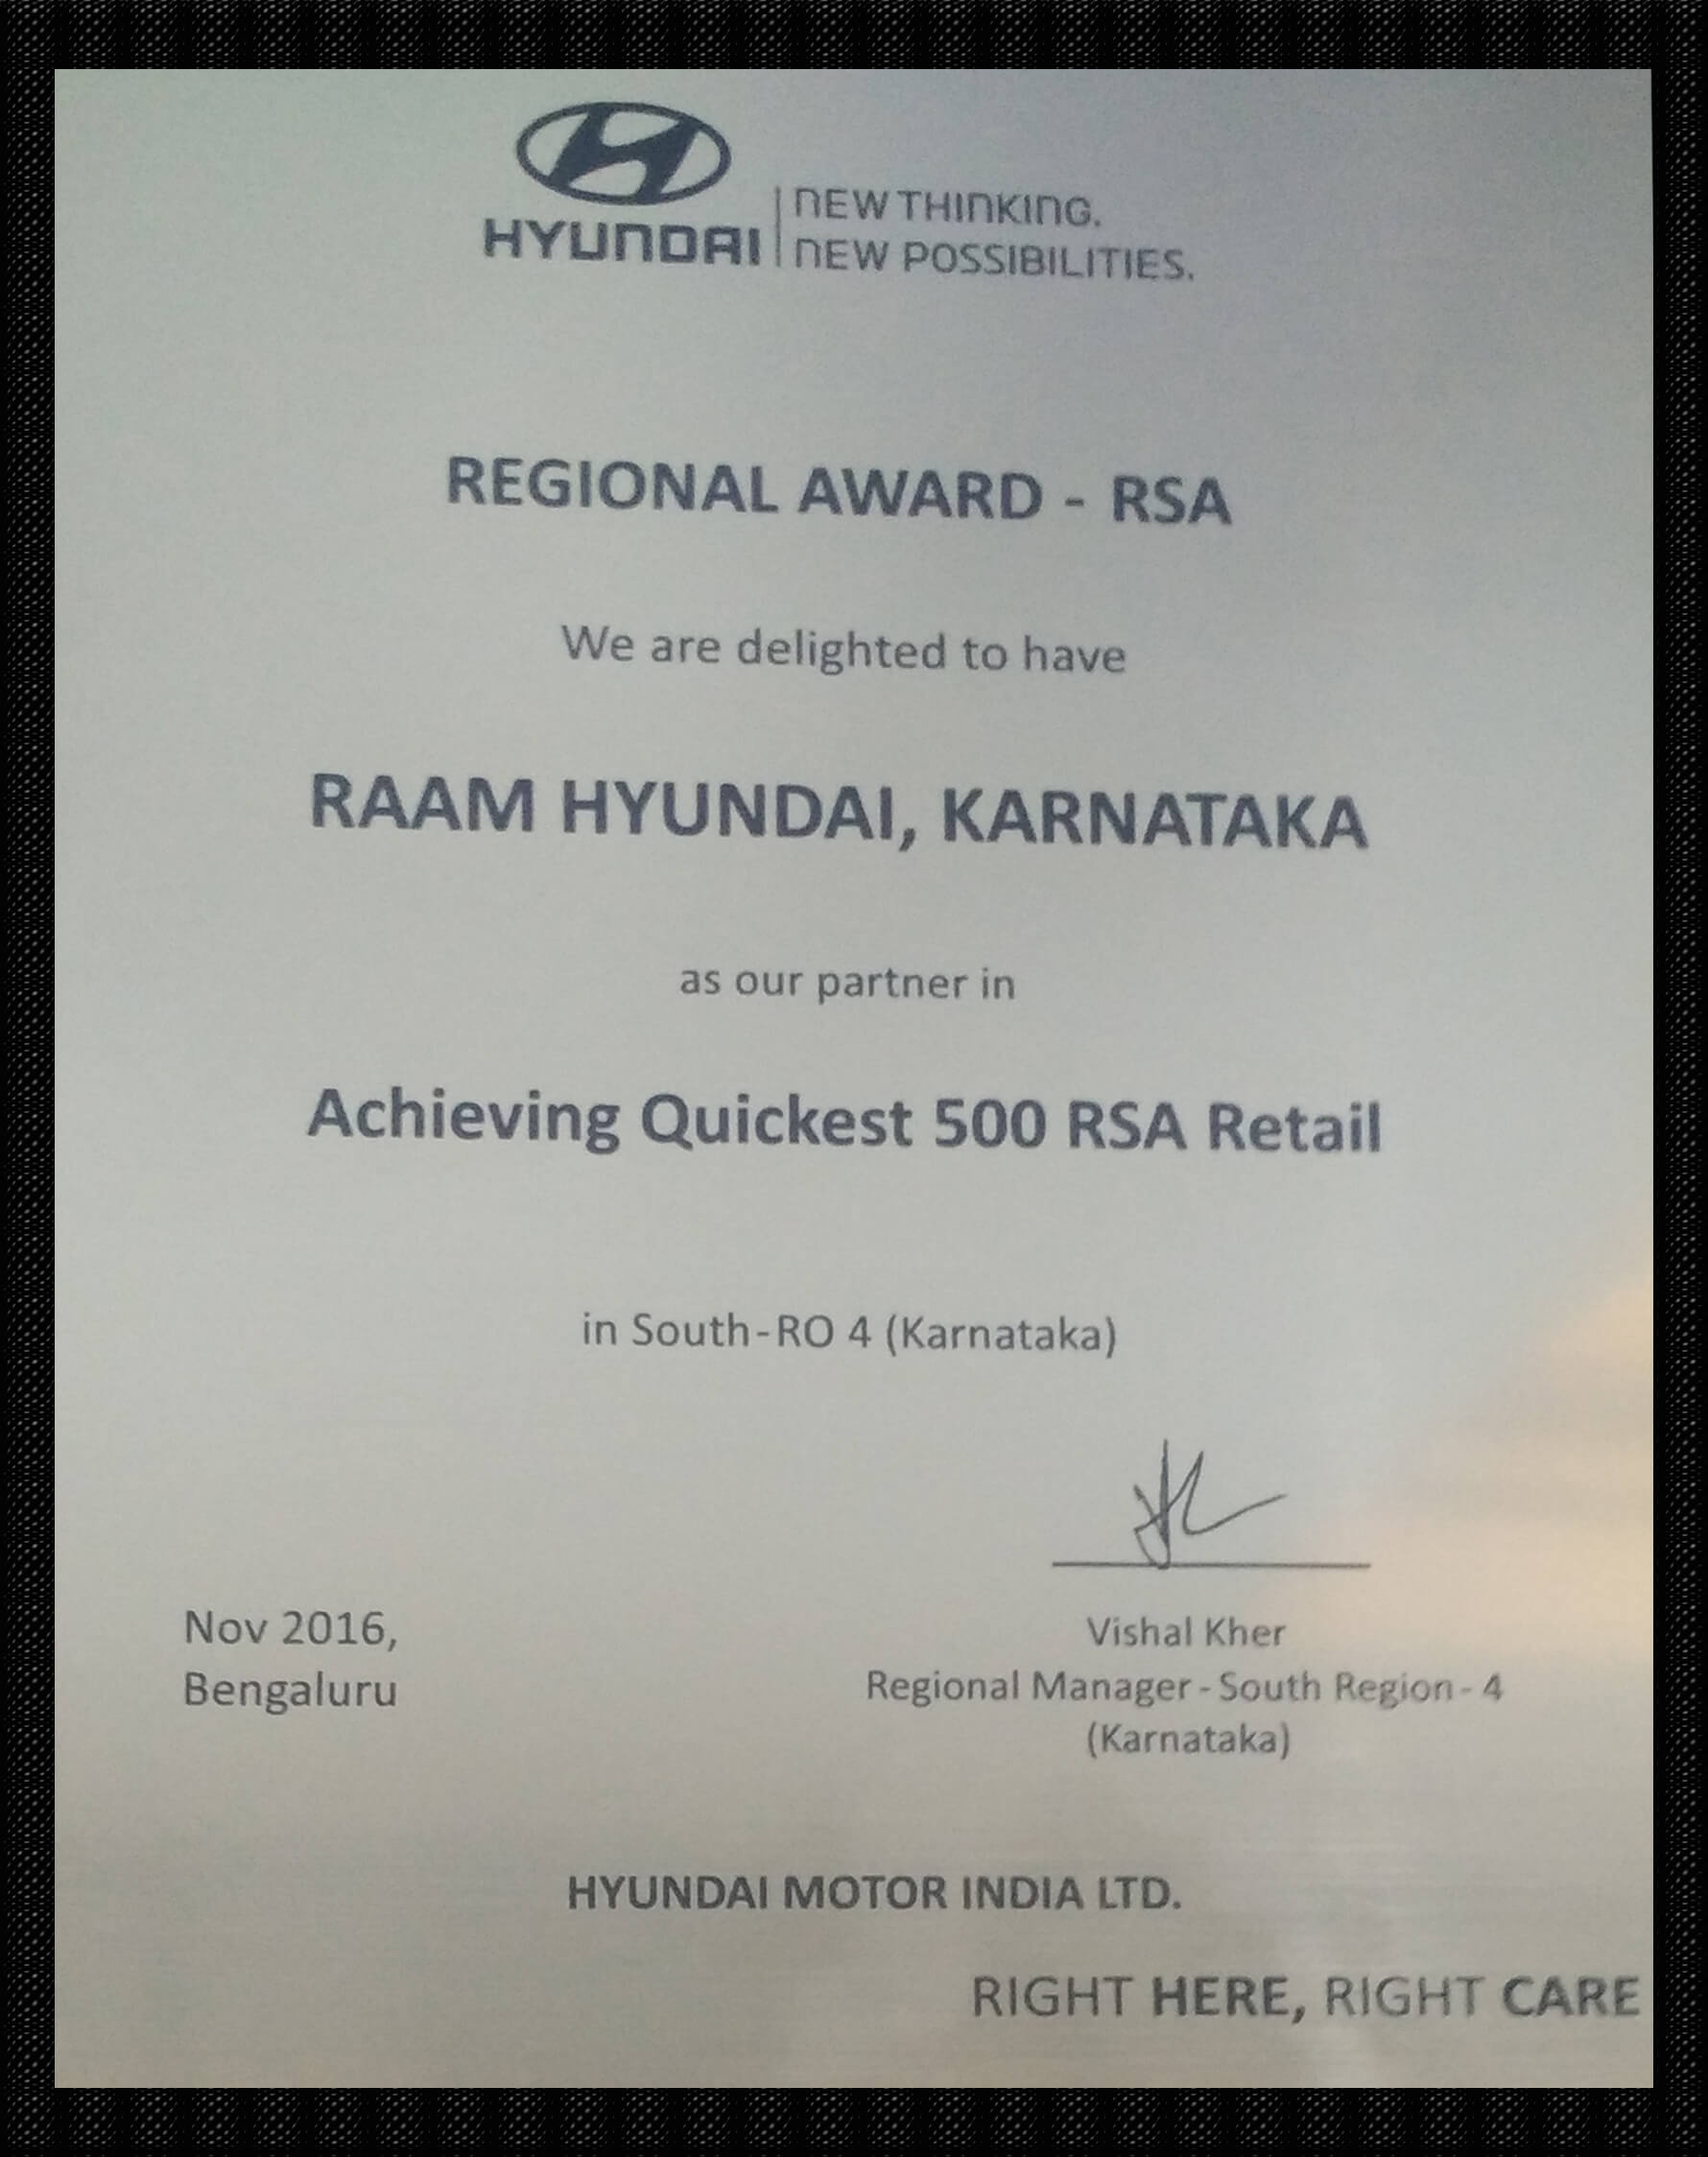 HYUNDAI
NEW THINKING.
NEW POSSIBILITIES.
REGIONAL AWARD - RSA
We are delighted to have
RAAM HYUNDAI, KARNATAKA
as our partner in
Achieving Quickest 500 RSA Retail
in South-RO 4 (Karnataka)
Nov 2016,
Bengaluru
Vishal Kher
Regional Manager - South Region - 4
(Karnataka)
HYUNDAI MOTOR INDIA LTD.
RIGHT HERE, RIGHT CARE